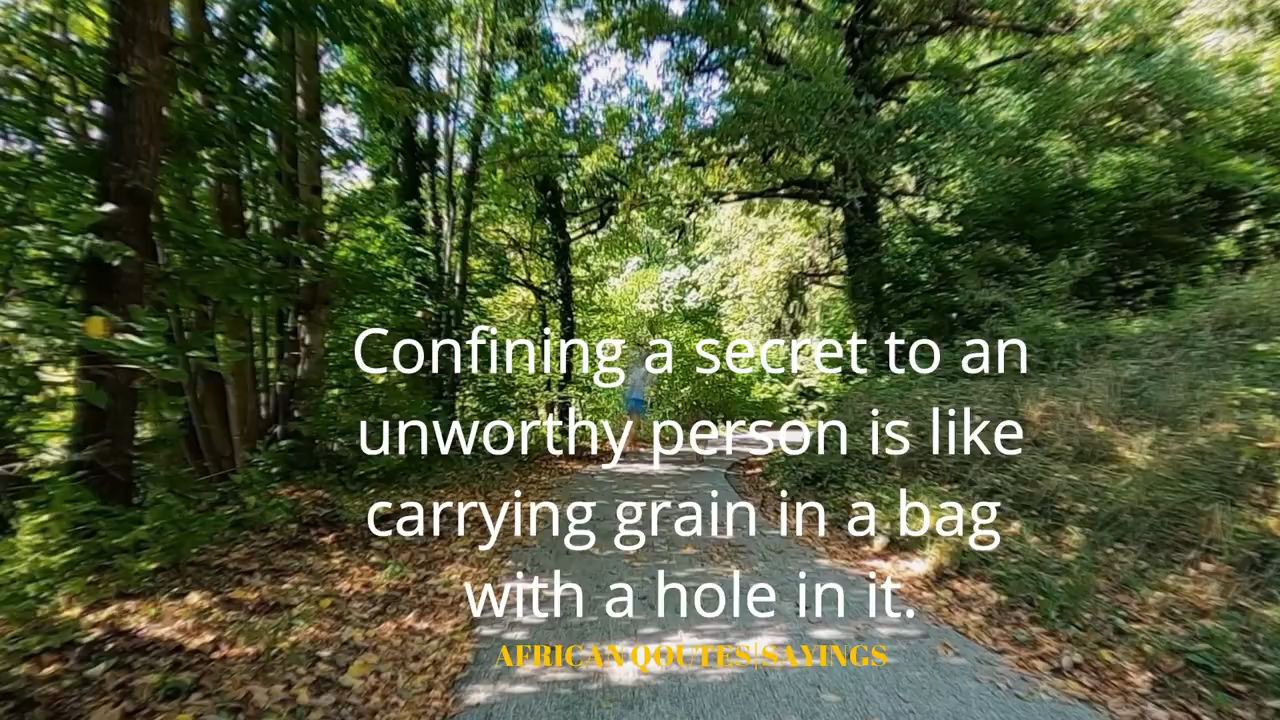 Confining a secret to an
unworthy person is like
carrying grain in a bag
with a hole in it.
AFRICAN QOUTES|SAYINGS